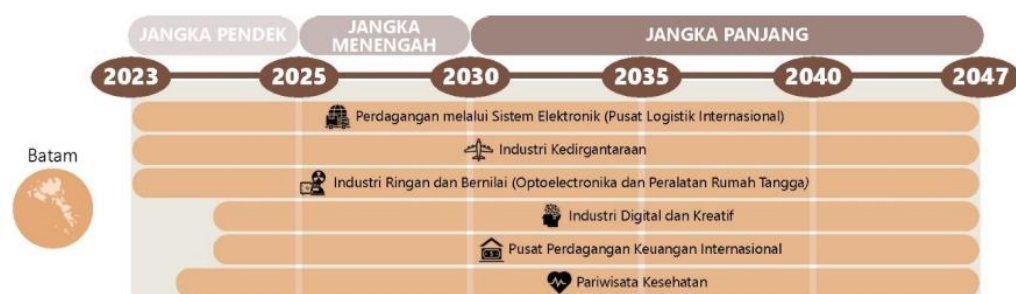 JANGKA PENDEK
JANGKA
MENENGAH
JANGKA PANJANG
2023
2025
2030
2035
2040
2047
Perdagangan melalui Sistem Elektronik (Pusat Logistik Internasional)
Industri Kedirgantaraan
Batam
Industri Ringan dan Bernilai (Optoelectronika dan Peralatan Rumah Tangga)
Industri Digital dan Kreatif
Pusat Perdagangan Keuangan Internasional
Pariwisata Kesehatan